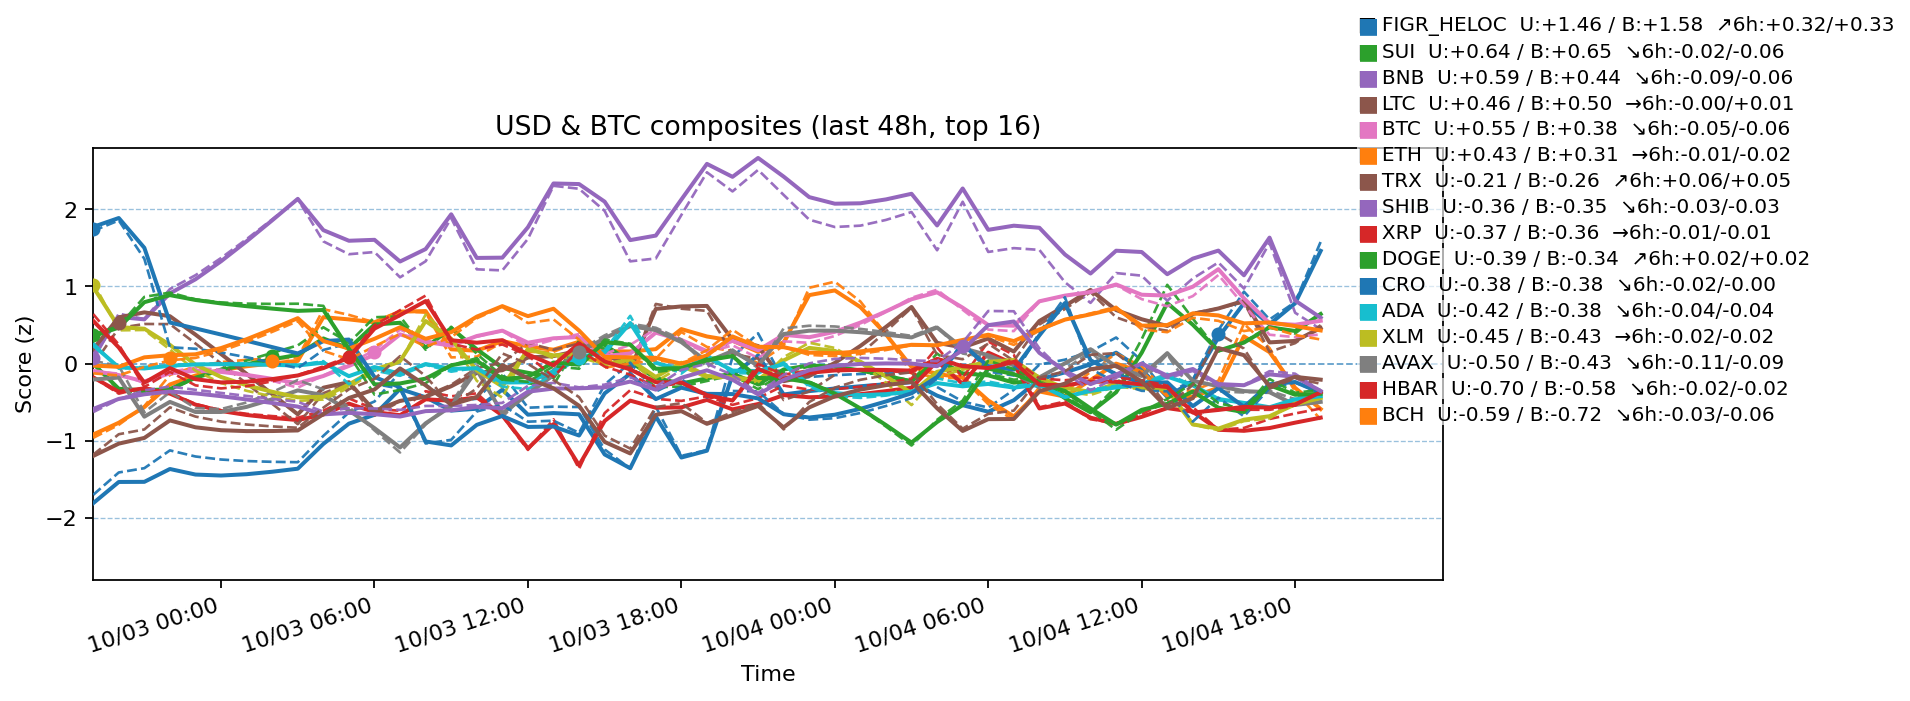 FIGR_HELOC  U:+1.46 / B:+1.58  ↗6h:+0.32/+0.33
SUI  U:+0.64 / B:+0.65  ↘6h:-0.02/-0.06
BNB  U:+0.59 / B:+0.44  ↘6h:-0.09/-0.06
LTC  U:+0.46 / B:+0.50  →6h:-0.00/+0.01
BTC  U:+0.55 / B:+0.38  ↘6h:-0.05/-0.06
ETH  U:+0.43 / B:+0.31  →6h:-0.01/-0.02
TRX  U:-0.21 / B:-0.26  ↗6h:+0.06/+0.05
SHIB  U:-0.36 / B:-0.35  ↘6h:-0.03/-0.03
XRP  U:-0.37 / B:-0.36  →6h:-0.01/-0.01
DOGE  U:-0.39 / B:-0.34  ↗6h:+0.02/+0.02
CRO  U:-0.38 / B:-0.38  ↘6h:-0.02/-0.00
ADA  U:-0.42 / B:-0.38  ↘6h:-0.04/-0.04
XLM  U:-0.45 / B:-0.43  →6h:-0.02/-0.02
AVAX  U:-0.50 / B:-0.43  ↘6h:-0.11/-0.09
HBAR  U:-0.70 / B:-0.58  ↘6h:-0.02/-0.02
BCH  U:-0.59 / B:-0.72  ↘6h:-0.03/-0.06
USD & BTC composites (last 48h, top 16)
Score (z)
2
1
0
−1
−2
10/03 00:00
10/03 06:00
10/03 12:00
10/03 18:00
10/04 00:00
10/04 06:00
10/04 12:00
10/04 18:00
Time